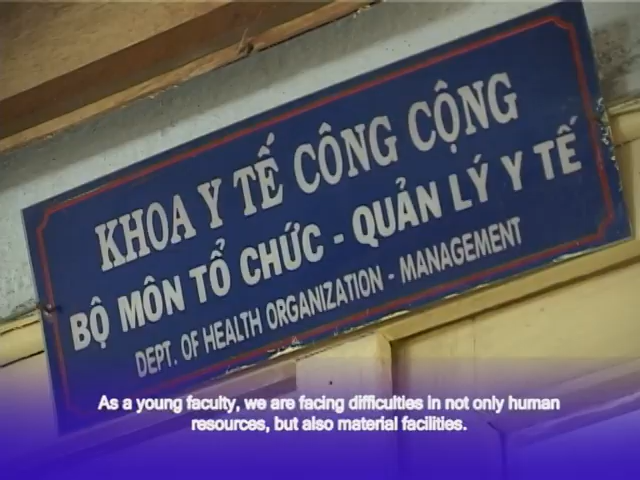 KHOA Y TẾ CÔNG CỘNG
BỘ MÔN TỔ CHỨC - QUẢN LÝ Y TẾ
DEPT. OF HEALTH ORGANIZATION - MANAGEMENT
As a young faculty, we are facing difficulties in not only human
resources, but also material facilities.